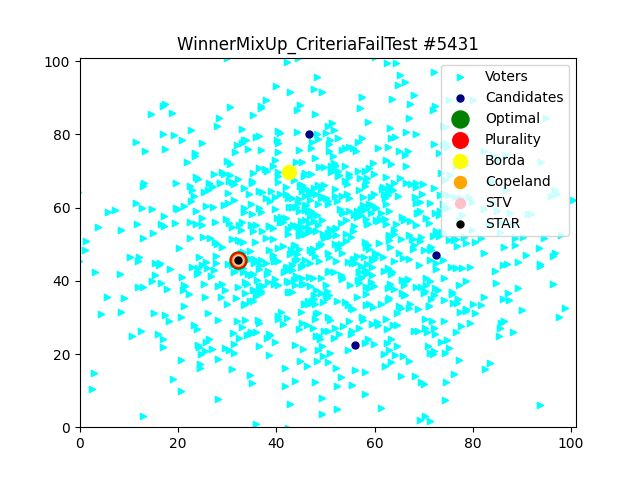 WinnerMixUp_CriteriaFailTest #5431
100
80
60
40
20
0
0
20
40
60
80
100
Voters
Candidates
Optimal
Plurality
Borda
Copeland
STV
STAR